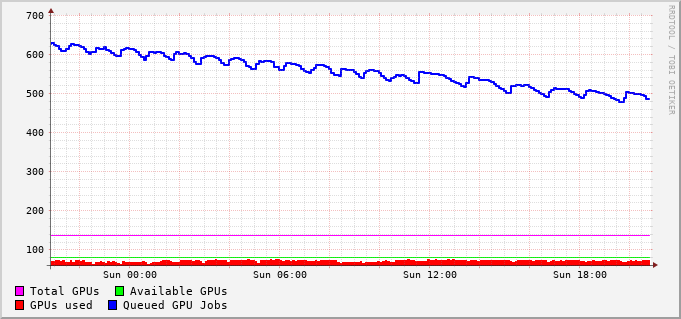 700
600
500
400
300
200
100
Sun 00:00 Sun 06:00 Sun 12:00 Sun 18:00
Total GPUs Available GPUs
GPUs used Queued GPU Jobs
RRDTOOL / TOBI OETIKER